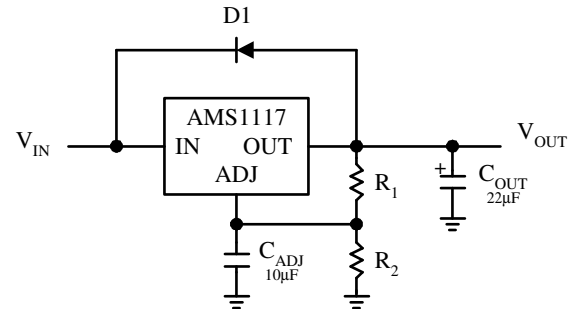 D1
AMS1117
V_IN
IN OUT
V_OUT
ADJ
+
R_1
C_OUT
22µF
C_ADJ
10µF
R_2